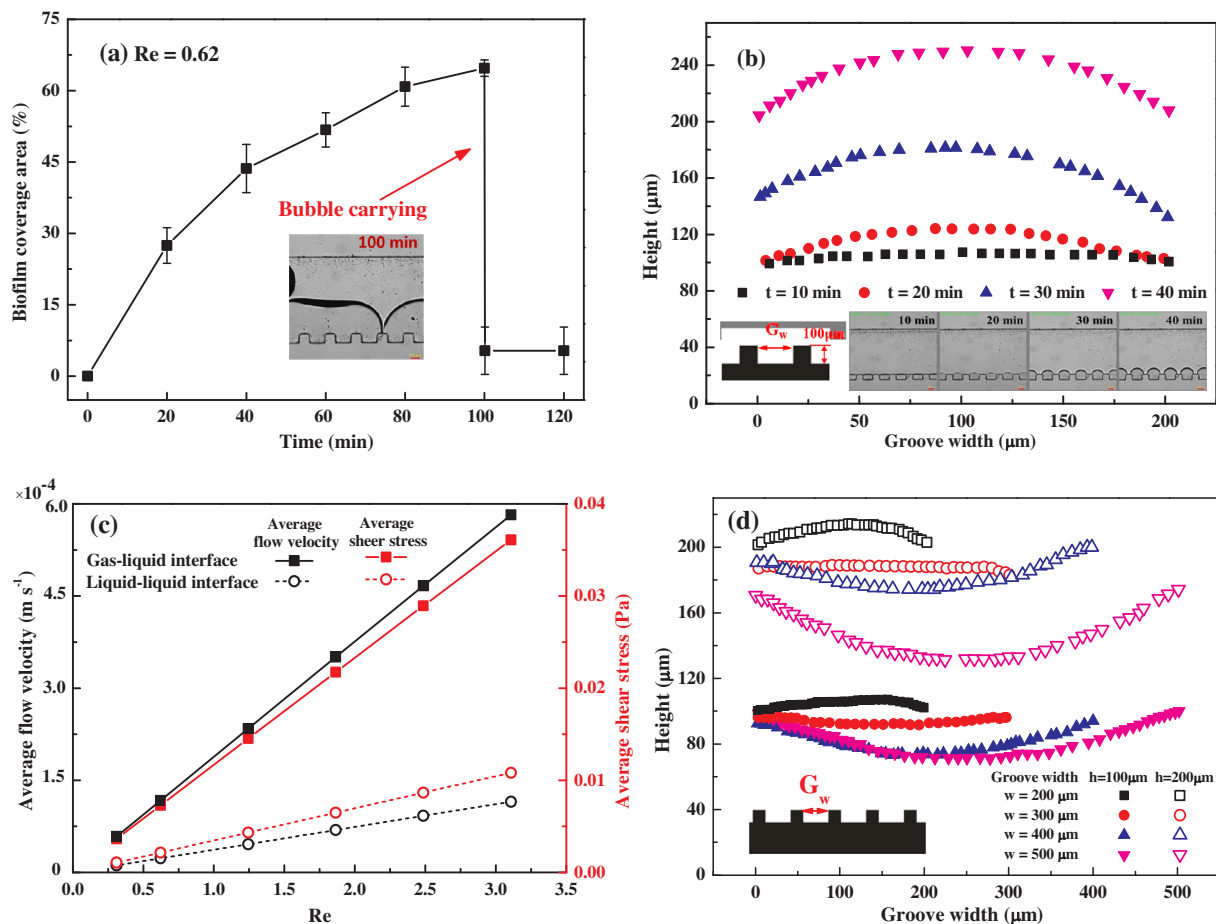 (a) Re = 0.62
Biofilm coverage area (%)
75
60
45
30
15
0
Bubble carrying
100 min
0 20 40 60 80 100 120
Time (min)
(b)
Height (μm)
240
200
160
120
80
40
0
t = 10 min t = 20 min t = 30 min t = 40 min
G_w
100μm
10 min 20 min 30 min 40 min
0 50 100 150 200
Groove width (μm)
(c)
×10⁻⁴
Average flow velocity (m s⁻¹)
6.0
4.5
3.0
1.5
0
Average flow velocity
Average sheer stress
Gas-liquid interface
Liquid-liquid interface
0.04
0.03
0.02
0.01
0.00
Average shear stress (Pa)
0.0 0.5 1.0 1.5 2.0 2.5 3.0 3.5
Re
(d)
Height (μm)
200
160
120
80
40
0
G_w
Groove width h=100μm h=200μm
w = 200 μm
w = 300 μm
w = 400 μm
w = 500 μm
0 100 200 300 400 500
Groove width (μm)